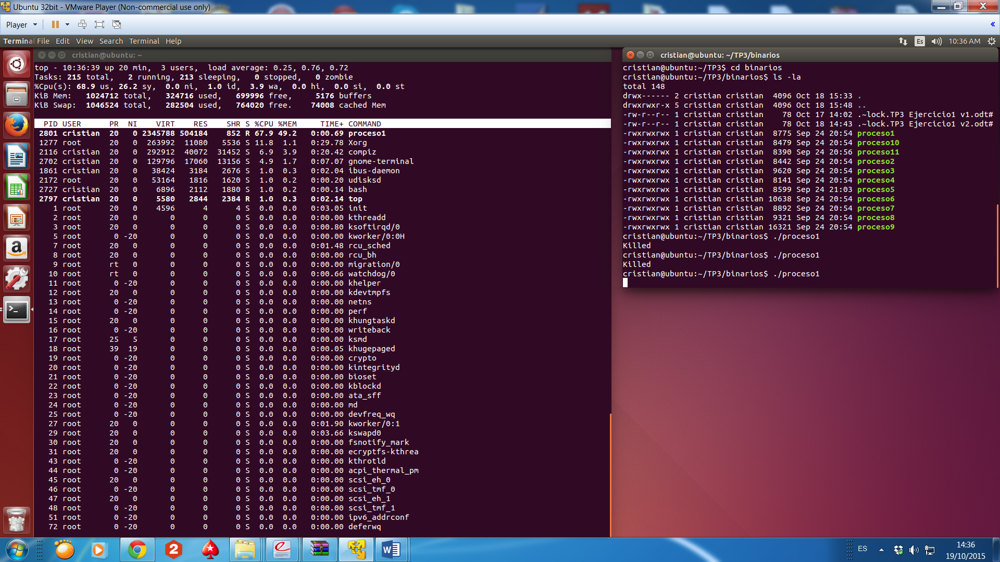 Ubuntu 32bit - VMware Player (Non-commercial use only)
Player
Terminal File Edit View Search Terminal Help
Es 10:36 AM
cristian@ubuntu: ~
top - 10:36:39 up 20 min,  3 users,  load average: 0.25, 0.76, 0.72
Tasks: 215 total,   2 running, 213 sleeping,   0 stopped,   0 zombie
%Cpu(s): 68.9 us, 26.2 sy,  0.0 ni,  1.0 id,  3.9 wa,  0.0 hi,  0.0 si,  0.0 st
KiB Mem:   1024712 total,   324716 used,   699996 free,     5176 buffers
KiB Swap:  1046524 total,   282504 used,   764020 free.    74008 cached Mem
PID USER PR NI VIRT RES SHR S %CPU %MEM TIME+ COMMAND
2801 cristian 20 0 2345788 504184 852 R 67.9 49.2 0:00.69 proceso1
1277 root 20 0 263992 11080 5536 S 11.8 1.1 0:29.78 Xorg
2116 cristian 20 0 292912 40072 31452 S 6.9 3.9 0:20.42 compiz
2702 cristian 20 0 129796 17060 13156 S 4.9 1.7 0:07.07 gnome-terminal
1861 cristian 20 0 38424 3184 2676 S 1.0 0.3 0:02.04 ibus-daemon
2172 root 20 0 53164 1816 1620 S 1.0 0.2 0:00.20 udisksd
2727 cristian 20 0 6896 2112 1880 S 1.0 0.2 0:00.14 bash
2797 cristian 20 0 5580 2844 2384 R 1.0 0.3 0:02.14 top
1 root 20 0 4596 4 4 S 0.0 0.0 0:03.05 init
2 root 20 0 0 0 0 S 0.0 0.0 0:00.00 kthreadd
3 root 20 0 0 0 0 S 0.0 0.0 0:00.80 ksoftirqd/0
5 root 0 -20 0 0 0 S 0.0 0.0 0:00.00 kworker/0:0H
7 root 20 0 0 0 0 S 0.0 0.0 0:01.48 rcu_sched
8 root 20 0 0 0 0 S 0.0 0.0 0:00.00 rcu_bh
9 root rt 0 0 0 0 S 0.0 0.0 0:00.00 migration/0
10 root rt 0 0 0 0 S 0.0 0.0 0:00.66 watchdog/0
11 root 0 -20 0 0 0 S 0.0 0.0 0:00.00 khelper
12 root 20 0 0 0 0 S 0.0 0.0 0:00.00 kdevtmpfs
13 root 0 -20 0 0 0 S 0.0 0.0 0:00.00 netns
14 root 0 -20 0 0 0 S 0.0 0.0 0:00.00 perf
15 root 20 0 0 0 0 S 0.0 0.0 0:00.00 khungtaskd
16 root 0 -20 0 0 0 S 0.0 0.0 0:00.00 writeback
17 root 25 5 0 0 0 S 0.0 0.0 0:00.00 ksmd
18 root 39 19 0 0 0 S 0.0 0.0 0:00.05 khugepaged
19 root 0 -20 0 0 0 S 0.0 0.0 0:00.00 crypto
20 root 0 -20 0 0 0 S 0.0 0.0 0:00.00 kintegrityd
21 root 0 -20 0 0 0 S 0.0 0.0 0:00.00 bioset
22 root 0 -20 0 0 0 S 0.0 0.0 0:00.00 kblockd
23 root 0 -20 0 0 0 S 0.0 0.0 0:00.00 ata_sff
24 root 0 -20 0 0 0 S 0.0 0.0 0:00.00 md
25 root 0 -20 0 0 0 S 0.0 0.0 0:00.00 devfreq_wq
27 root 20 0 0 0 0 S 0.0 0.0 0:01.90 kworker/0:1
29 root 20 0 0 0 0 S 0.0 0.0 0:03.66 kswapd0
30 root 20 0 0 0 0 S 0.0 0.0 0:00.00 fsnotify_mark
31 root 20 0 0 0 0 S 0.0 0.0 0:00.00 ecryptfs-kthrea
43 root 0 -20 0 0 0 S 0.0 0.0 0:00.00 kthrotld
44 root 0 -20 0 0 0 S 0.0 0.0 0:00.00 acpi_thermal_pm
45 root 20 0 0 0 0 S 0.0 0.0 0:00.00 scsi_eh_0
46 root 0 -20 0 0 0 S 0.0 0.0 0:00.00 scsi_tmf_0
47 root 20 0 0 0 0 S 0.0 0.0 0:00.00 scsi_eh_1
48 root 0 -20 0 0 0 S 0.0 0.0 0:00.00 scsi_tmf_1
51 root 0 -20 0 0 0 S 0.0 0.0 0:00.00 ipv6_addrconf
72 root 0 -20 0 0 0 S 0.0 0.0 0:00.00 deferwq
cristian@ubuntu: ~/TP3/binarios
cristian@ubuntu:~/TP3$ cd binarios
cristian@ubuntu:~/TP3/binarios$ ls -la
total 148
drwx------ 2 cristian cristian  4096 Oct 18 15:33 .
drwxrwxr-x 5 cristian cristian  4096 Oct 18 15:48 ..
-rw-r--r-- 1 cristian cristian    78 Oct 17 14:02 .~lock.TP3 Ejercicio1 v1.odt#
-rw-r--r-- 1 cristian cristian    78 Oct 18 14:43 .~lock.TP3 Ejercicio1 v2.odt#
-rwxrwxrwx 1 cristian cristian  8775 Sep 24 20:54 proceso1
-rwxrwxrwx 1 cristian cristian  8479 Sep 24 20:54 proceso10
-rwxrwxrwx 1 cristian cristian  8390 Sep 24 20:56 proceso11
-rwxrwxrwx 1 cristian cristian  8442 Sep 24 20:54 proceso2
-rwxrwxrwx 1 cristian cristian  9620 Sep 24 20:54 proceso3
-rwxrwxrwx 1 cristian cristian  8141 Sep 24 20:54 proceso4
-rwxrwxrwx 1 cristian cristian  8599 Sep 24 21:03 proceso5
-rwxrwxrwx 1 cristian cristian 10638 Sep 24 20:54 proceso6
-rwxrwxrwx 1 cristian cristian  8892 Sep 24 20:54 proceso7
-rwxrwxrwx 1 cristian cristian  9321 Sep 24 20:54 proceso8
-rwxrwxrwx 1 cristian cristian 16321 Sep 24 20:54 proceso9
cristian@ubuntu:~/TP3/binarios$ ./proceso1
Killed
cristian@ubuntu:~/TP3/binarios$ ./proceso1
Killed
cristian@ubuntu:~/TP3/binarios$ ./proceso1
ES
14:36
19/10/2015